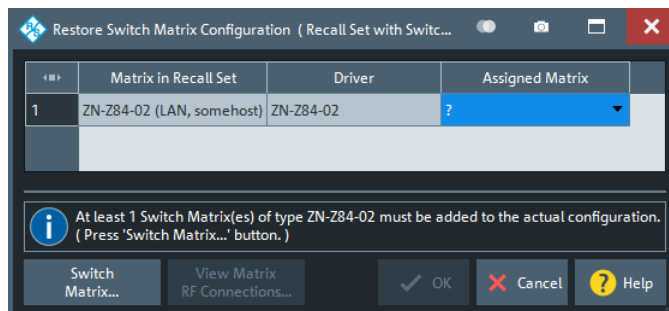 Restore Switch Matrix Configuration ( Recall Set with Switc...
Matrix in Recall Set Driver Assigned Matrix
1 ZN-Z84-02 (LAN, somehost) ZN-Z84-02 ?
At least 1 Switch Matrix(es) of type ZN-Z84-02 must be added to the actual configuration.
( Press 'Switch Matrix...' button. )
Switch
Matrix...
View Matrix
RF Connections...
OK
Cancel
? Help